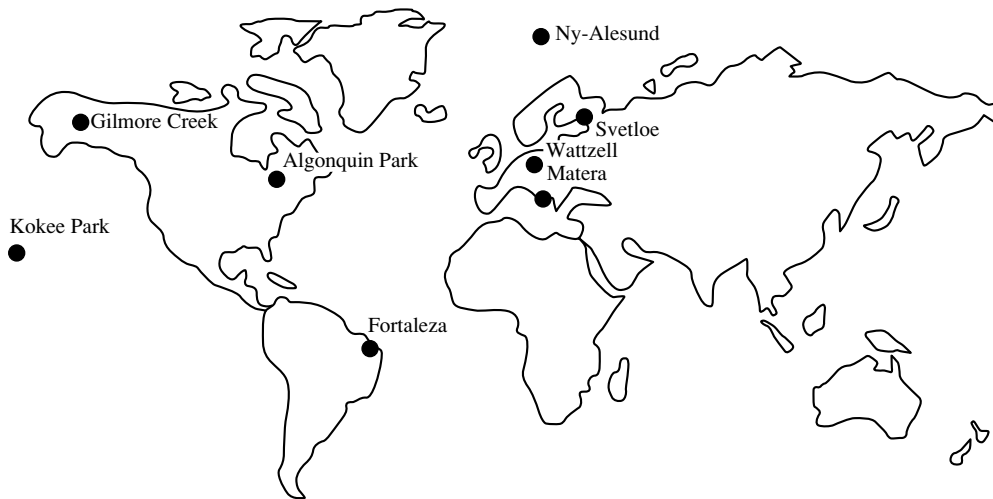 Ny-Alesund
Gilmore Creek
Svetloe
Algonquin Park
Wattzell
Matera
Kokee Park
Fortaleza